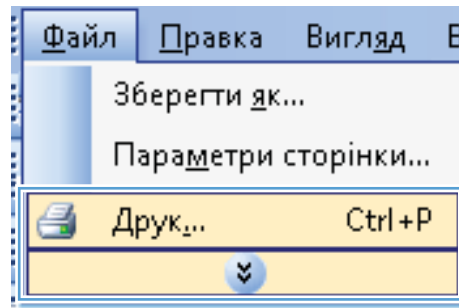 Файл Правка Вигляд
Зберегти як...
Параметри сторінки...
Друк... Ctrl+P